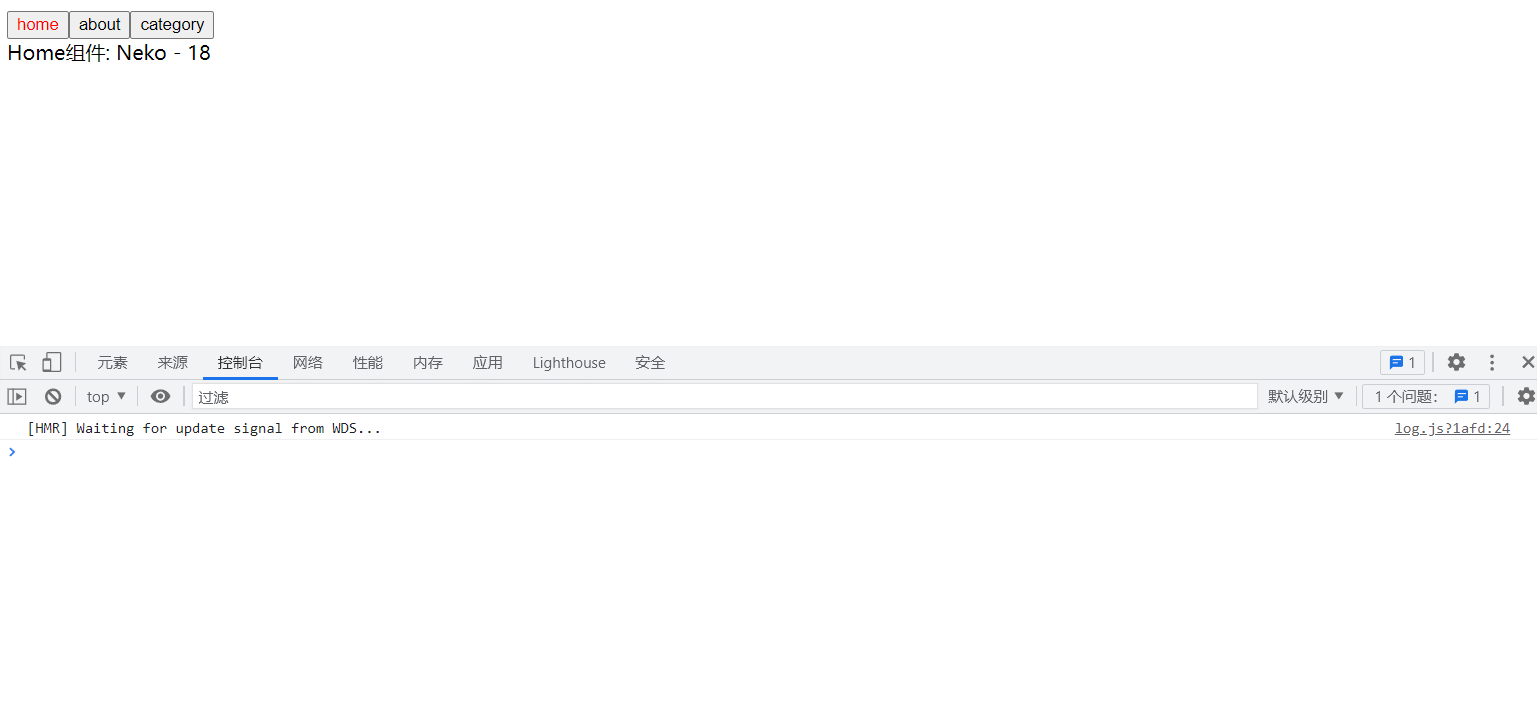 home about category
Home组件: Neko - 18
元素 来源 控制台 网络 性能 内存 应用 Lighthouse 安全 1
top 过滤 默认级别 1 个问题: 1
[HMR] Waiting for update signal from WDS... log.js?1afd:24